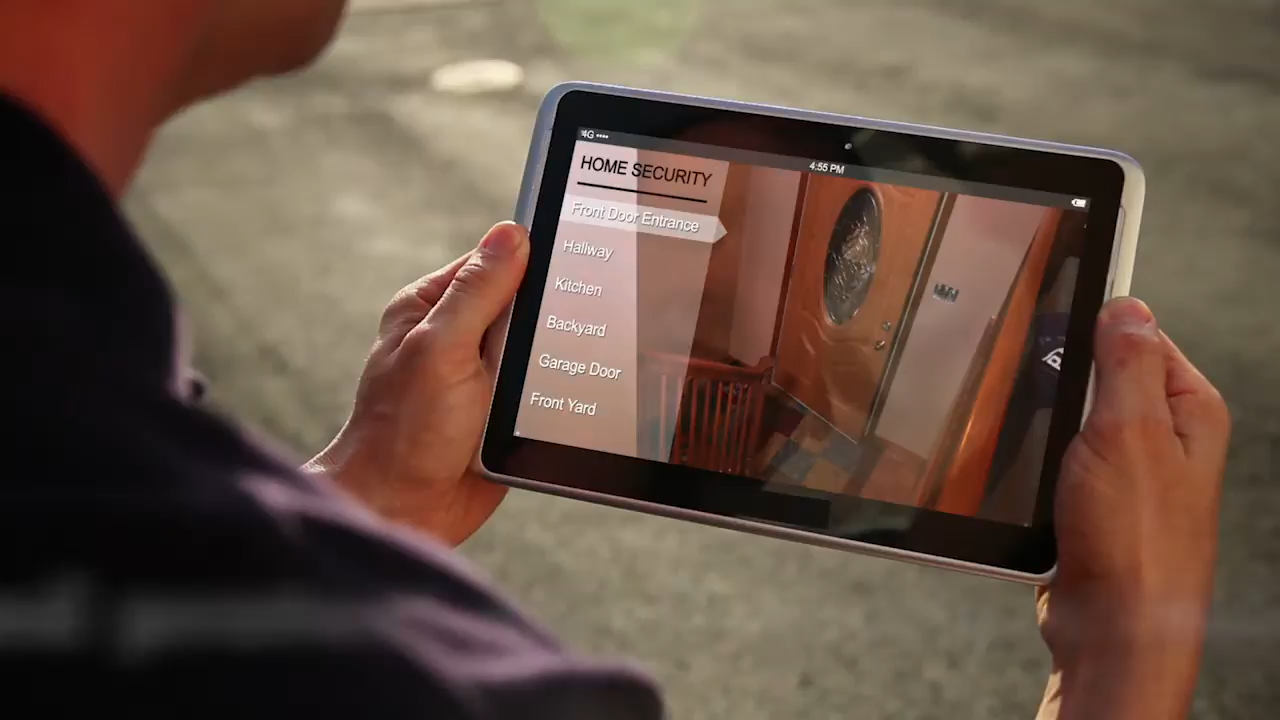 4G
4:55 PM
HOME SECURITY
Front Door Entrance
Hallway
Kitchen
Backyard
Garage Door
Front Yard